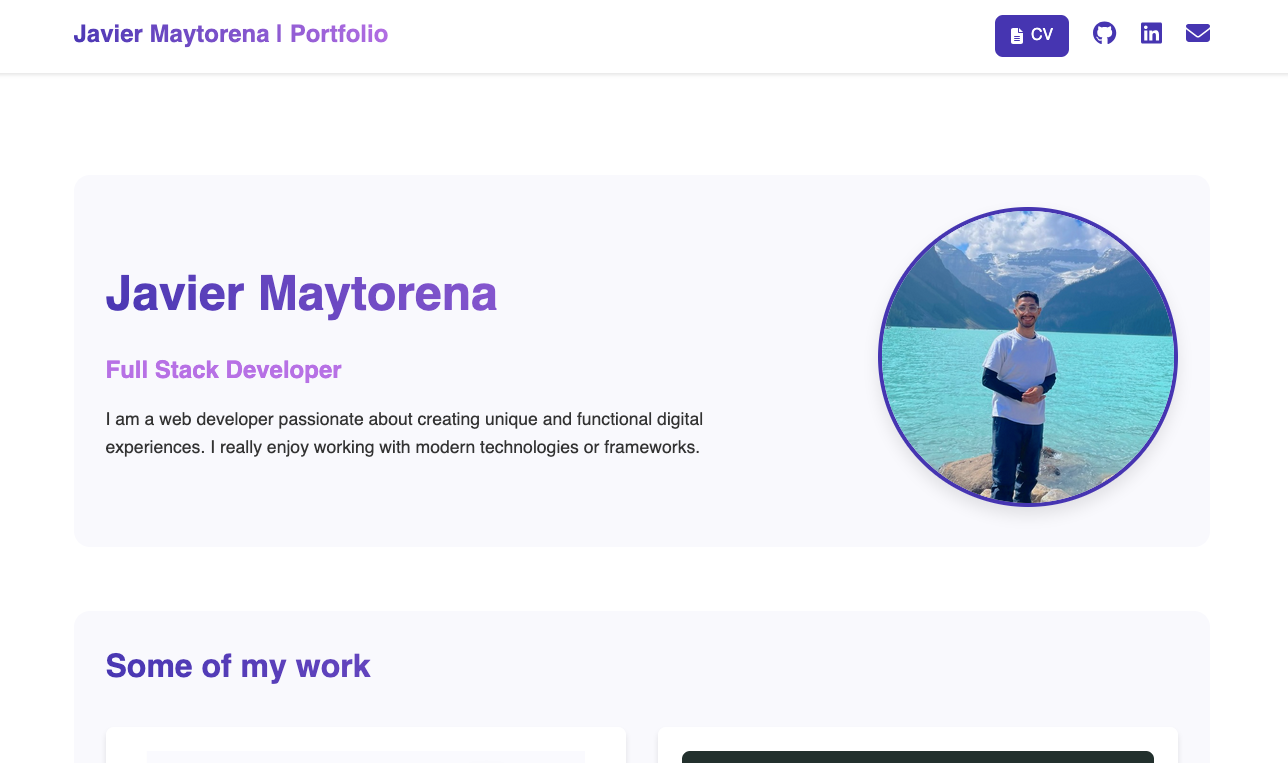 Javier Maytorena | Portfolio
CV
Javier Maytorena
Full Stack Developer
I am a web developer passionate about creating unique and functional digital
experiences. I really enjoy working with modern technologies or frameworks.
Some of my work